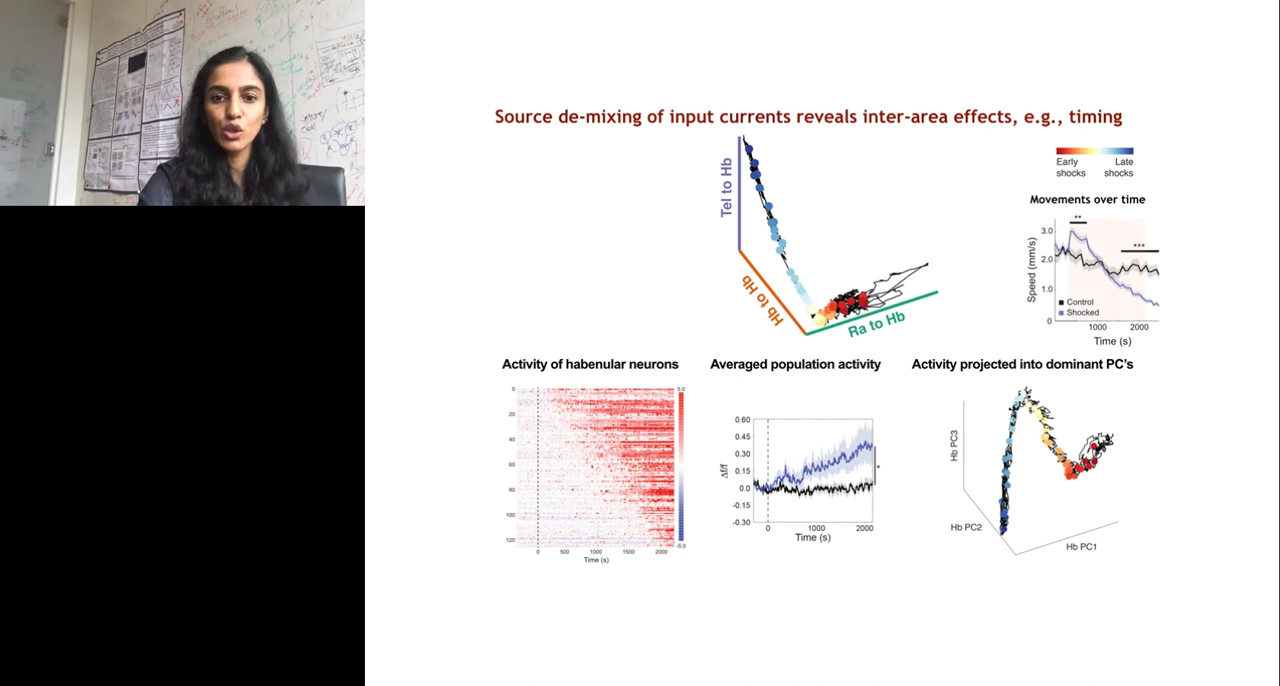 Source de-mixing of input currents reveals inter-area effects, e.g., timing
Tel to Hb
Hb to Hb
Ra to Hb
Early shocks
Late shocks
Movements over time
**
***
Speed (mm/s)
3.0
2.0
1.0
0
Control
Shocked
1000
2000
Time (s)
Activity of habenular neurons
0
20
40
60
80
100
120
5.0
-5.0
0
500
1000
1500
2000
Time (s)
Averaged population activity
Δf/f
0.60
0.45
0.30
0.15
0.0
-0.15
-0.30
*
0
1000
2000
Time (s)
Activity projected into dominant PC's
Hb PC3
Hb PC2
Hb PC1